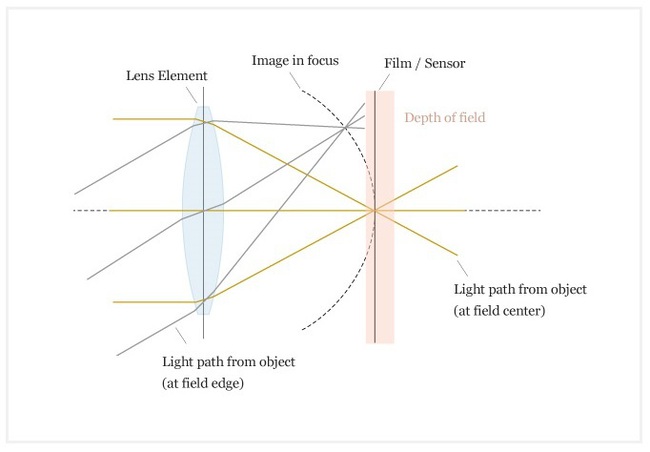 Image in focus
Film / Sensor
Lens Element
Depth of field
Light path from object
(at field center)
Light path from object
(at field edge)